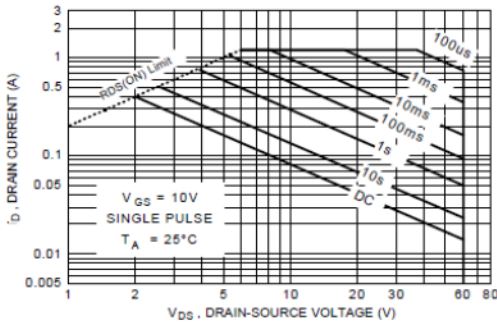 3
1
0.5
0.1
0.05
0.01
0.005
I D , DRAIN CURRENT (A)
RDS(ON) Limit
100us
1ms
10ms
100ms
1s
10s
DC
V GS = 10V
SINGLE PULSE
T A = 25°C
1 2 5 10 20 30 60 80
V DS , DRAIN-SOURCE VOLTAGE (V)